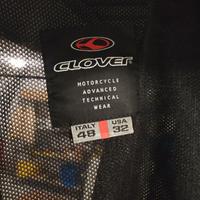 CLOVER
MOTORCYCLE
ADVANCED
TECHNICAL
WEAR
ITALY USA
48 32